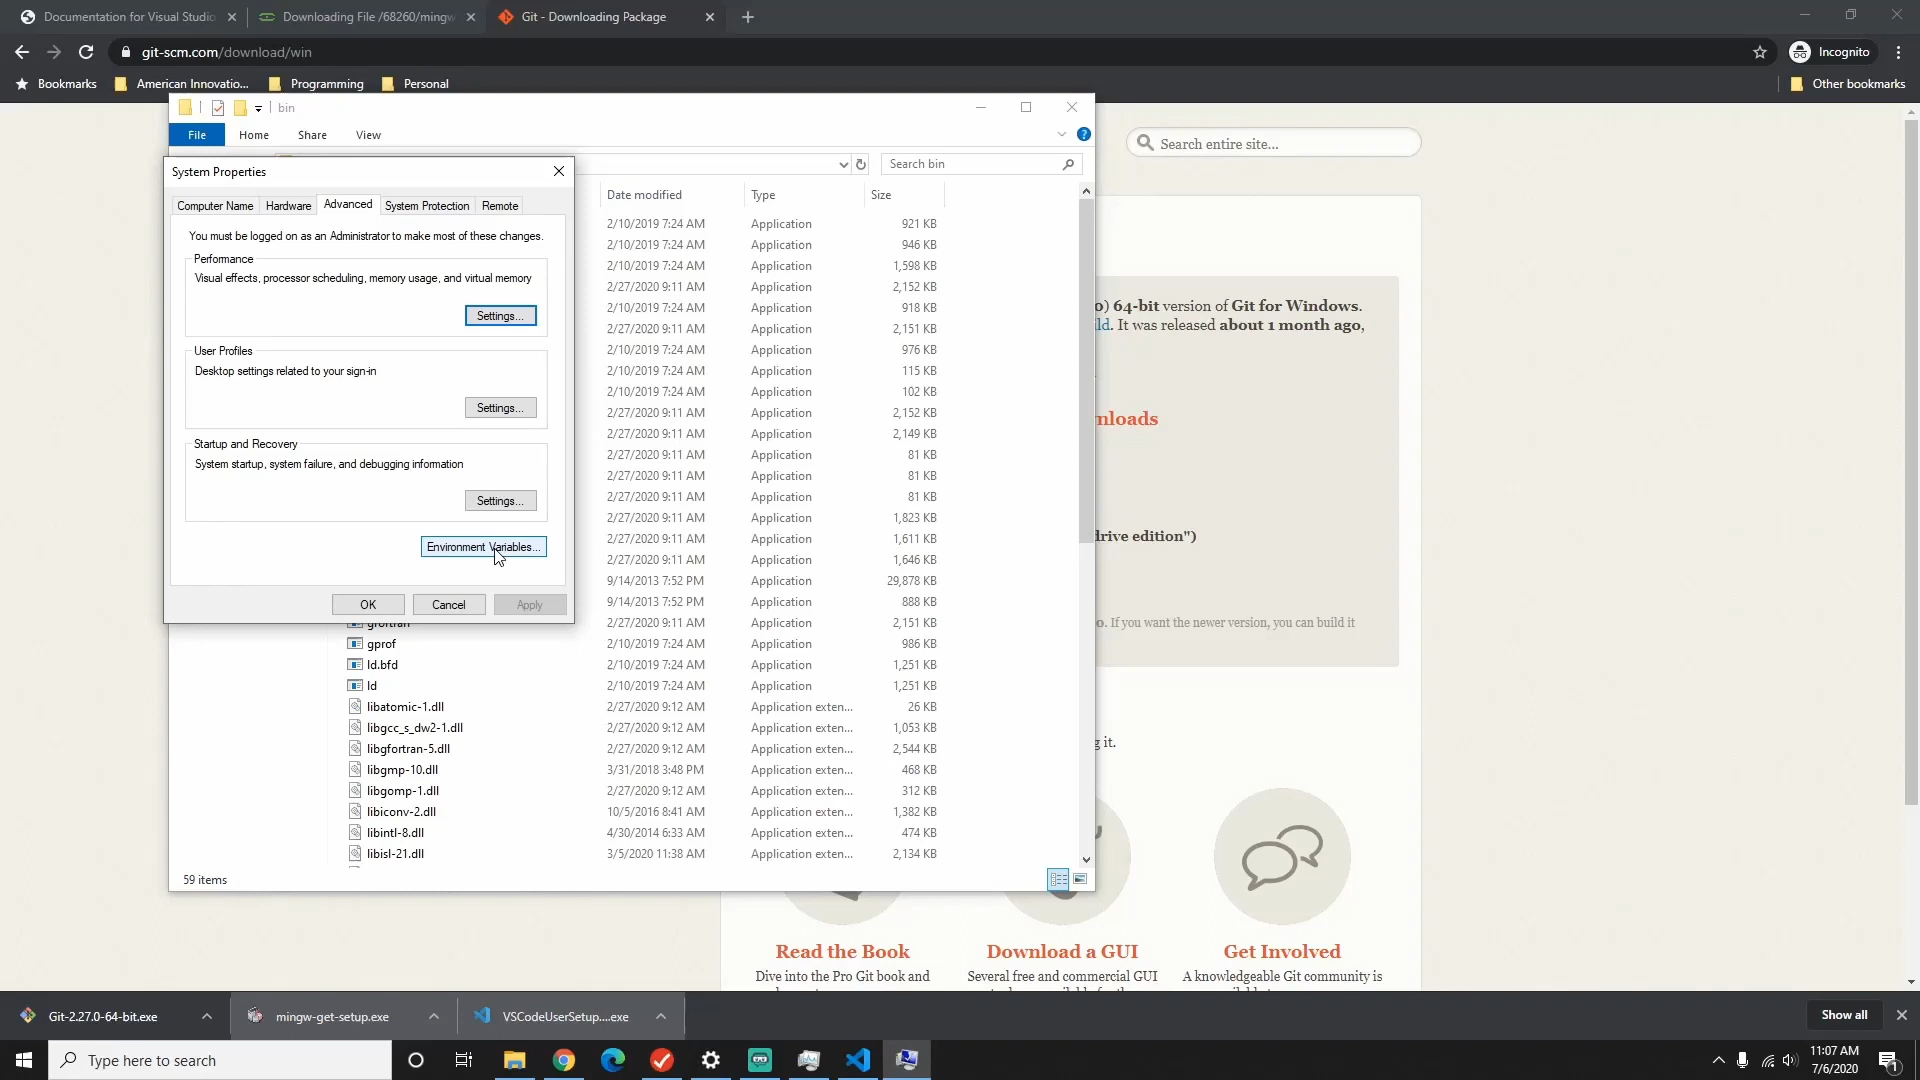 Documentation for Visual Studio
Downloading File /68260/mingw
Git - Downloading Package
git-scm.com/download/win
Incognito
Bookmarks
American Innovatio...
Programming
Personal
Other bookmarks
bin
File
Home
Share
View
Search entire site...
Search bin
System Properties
Computer Name
Hardware
Advanced
System Protection
Remote
You must be logged on as an Administrator to make most of these changes.
Performance
Visual effects, processor scheduling, memory usage, and virtual memory
Settings...
User Profiles
Desktop settings related to your sign-in
Settings...
Startup and Recovery
System startup, system failure, and debugging information
Settings...
Environment Variables...
OK
Cancel
Apply
Date modified Type Size
2/10/2019 7:24 AM Application 921 KB
2/10/2019 7:24 AM Application 946 KB
2/10/2019 7:24 AM Application 1,598 KB
2/27/2020 9:11 AM Application 2,152 KB
2/10/2019 7:24 AM Application 918 KB
2/27/2020 9:11 AM Application 2,151 KB
2/10/2019 7:24 AM Application 976 KB
2/10/2019 7:24 AM Application 115 KB
2/10/2019 7:24 AM Application 102 KB
2/27/2020 9:11 AM Application 2,152 KB
2/27/2020 9:11 AM Application 2,149 KB
2/27/2020 9:11 AM Application 81 KB
2/27/2020 9:11 AM Application 81 KB
2/27/2020 9:11 AM Application 81 KB
2/27/2020 9:11 AM Application 1,823 KB
2/27/2020 9:11 AM Application 1,611 KB
2/27/2020 9:11 AM Application 1,646 KB
9/14/2013 7:52 PM Application 29,878 KB
9/14/2013 7:52 PM Application 888 KB
gfortran 2/27/2020 9:11 AM Application 2,151 KB
gprof 2/10/2019 7:24 AM Application 986 KB
ld.bfd 2/10/2019 7:24 AM Application 1,251 KB
ld 2/10/2019 7:24 AM Application 1,251 KB
libatomic-1.dll 2/27/2020 9:12 AM Application exten... 26 KB
libgcc_s_dw2-1.dll 2/27/2020 9:12 AM Application exten... 1,053 KB
libgfortran-5.dll 2/27/2020 9:12 AM Application exten... 2,544 KB
libgmp-10.dll 3/31/2018 3:48 PM Application exten... 468 KB
libgomp-1.dll 2/27/2020 9:12 AM Application exten... 312 KB
libiconv-2.dll 10/5/2016 8:41 AM Application exten... 1,382 KB
libintl-8.dll 4/30/2014 6:33 AM Application exten... 474 KB
libisl-21.dll 3/5/2020 11:38 AM Application exten... 2,134 KB
59 items
0) 64-bit version of Git for Windows.
ild. It was released about 1 month ago,
nloads
drive edition")
0. If you want the newer version, you can build it
g it.
Read the Book
Dive into the Pro Git book and
Download a GUI
Several free and commercial GUI
Get Involved
A knowledgeable Git community is
Git-2.27.0-64-bit.exe
mingw-get-setup.exe
VSCodeUserSetup....exe
Show all
Type here to search
11:07 AM
7/6/2020
1